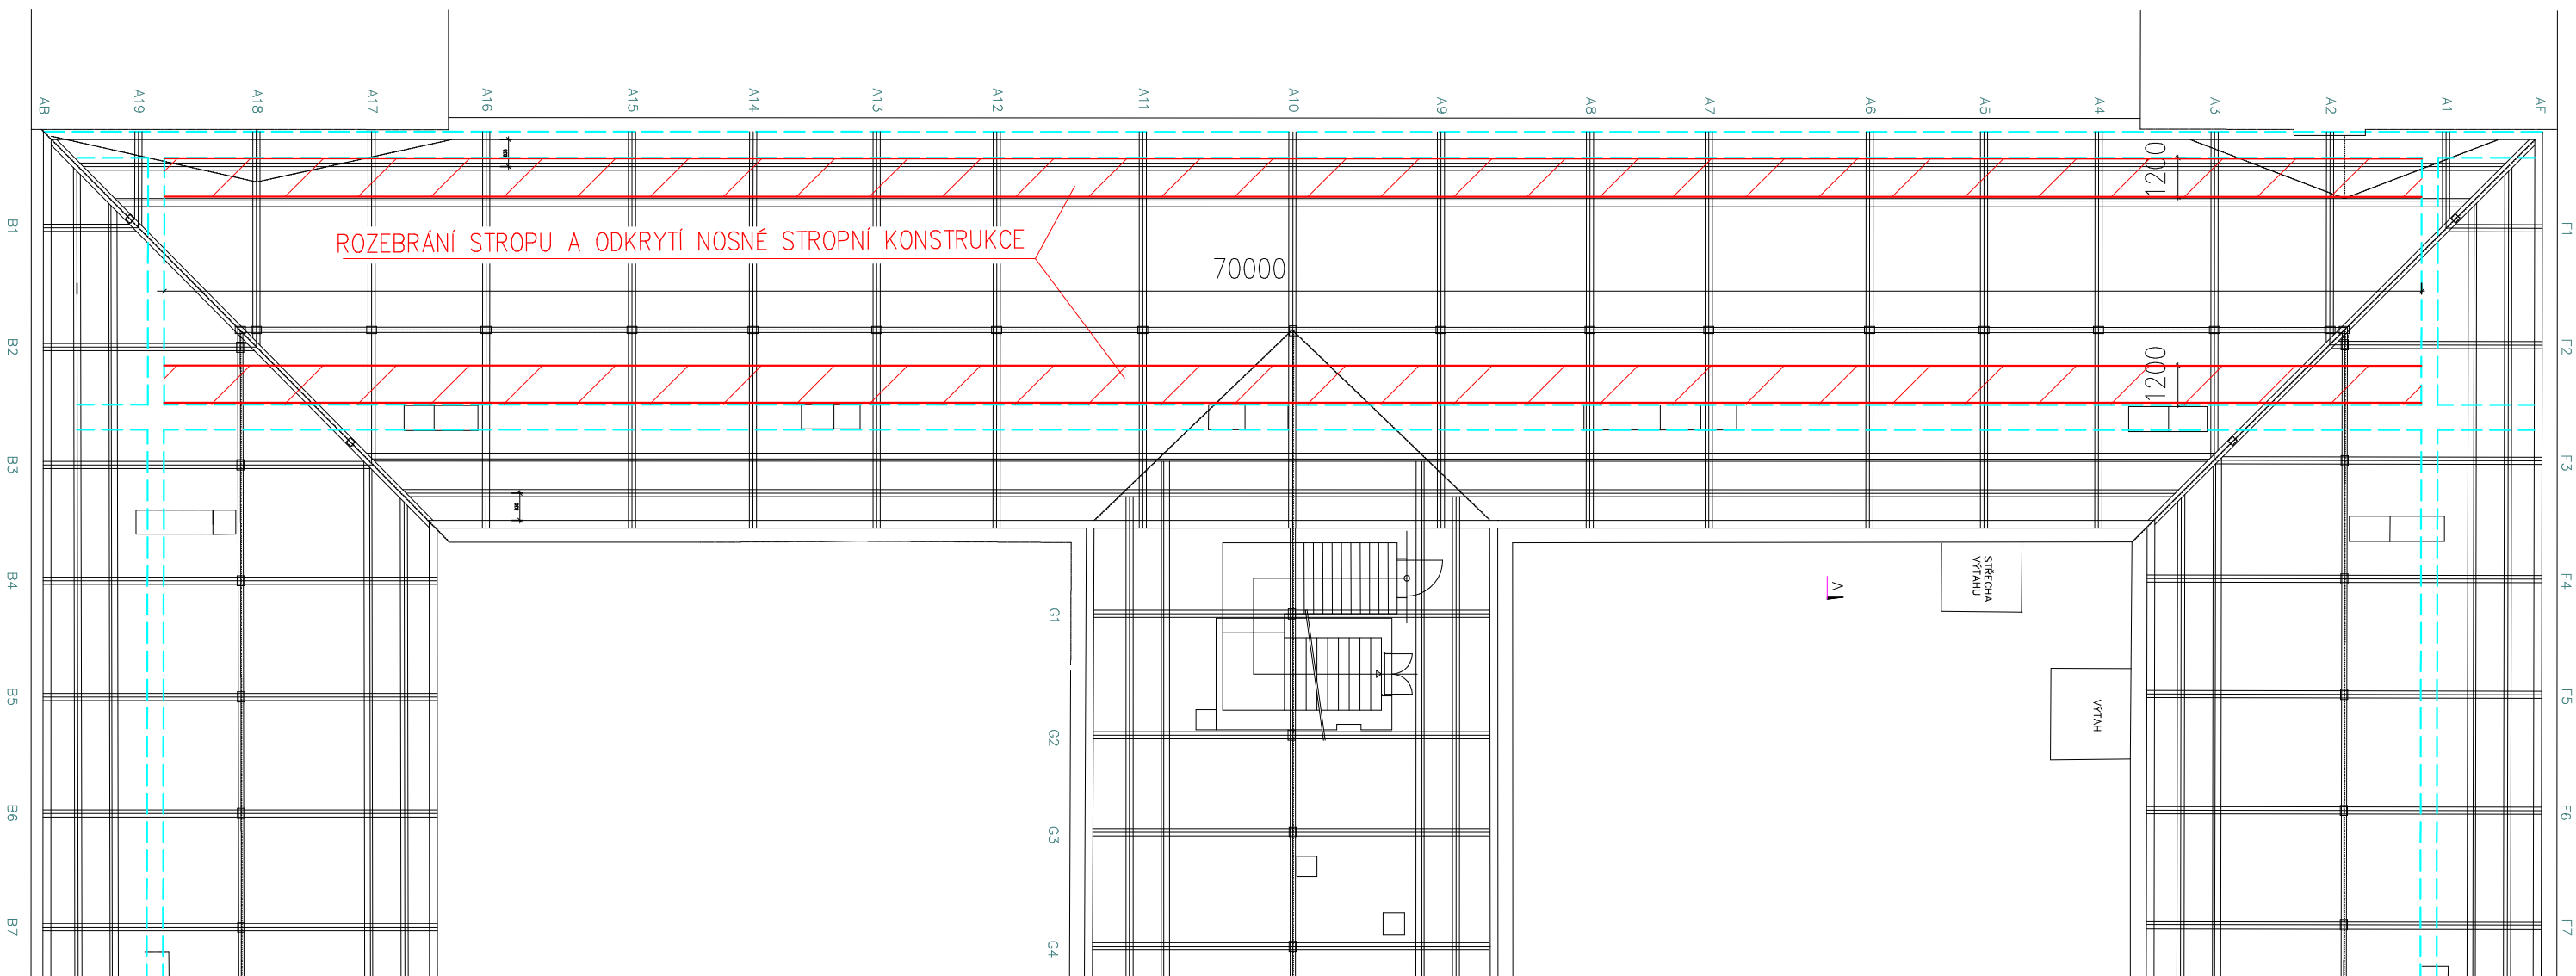 AB
A19
A18
A17
A16
A15
A14
A13
A12
A11
A10
A9
A8
A7
A6
A5
A4
A3
A2
A1
AF
1200
B1
F1
ROZEBRÁNÍ STROPU A ODKRYTÍ NOSNÉ STROPNÍ KONSTRUKCE
70000
B2
F2
1200
B3
F3
B4
STŘECHA
VÝTAHU
A
F4
G1
B5
VÝTAH
F5
G2
B6
G3
F6
B7
G4
F7